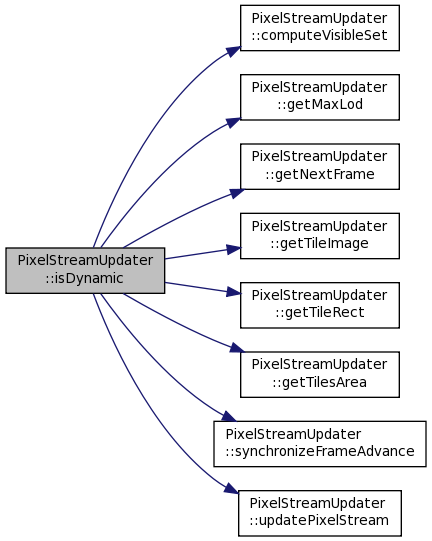 PixelStreamUpdater
::isDynamic
PixelStreamUpdater
::computeVisibleSet
PixelStreamUpdater
::getMaxLod
PixelStreamUpdater
::getNextFrame
PixelStreamUpdater
::getTileImage
PixelStreamUpdater
::getTileRect
PixelStreamUpdater
::getTilesArea
PixelStreamUpdater
::synchronizeFrameAdvance
PixelStreamUpdater
::updatePixelStream